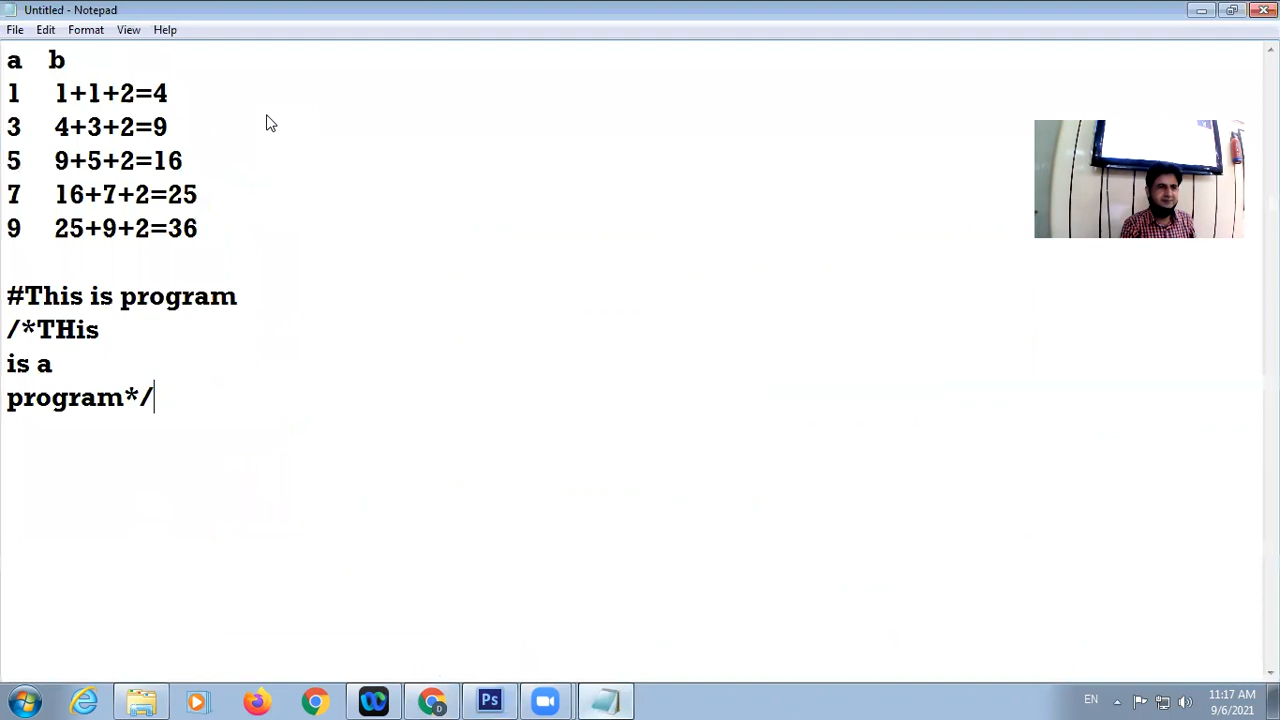 Untitled - Notepad
File Edit Format View Help
a b
1 1+1+2=4
3 4+3+2=9
5 9+5+2=16
7 16+7+2=25
9 25+9+2=36
#This is program
/*THis
is a
program*/
D
Ps
EN
11:17 AM
9/6/2021